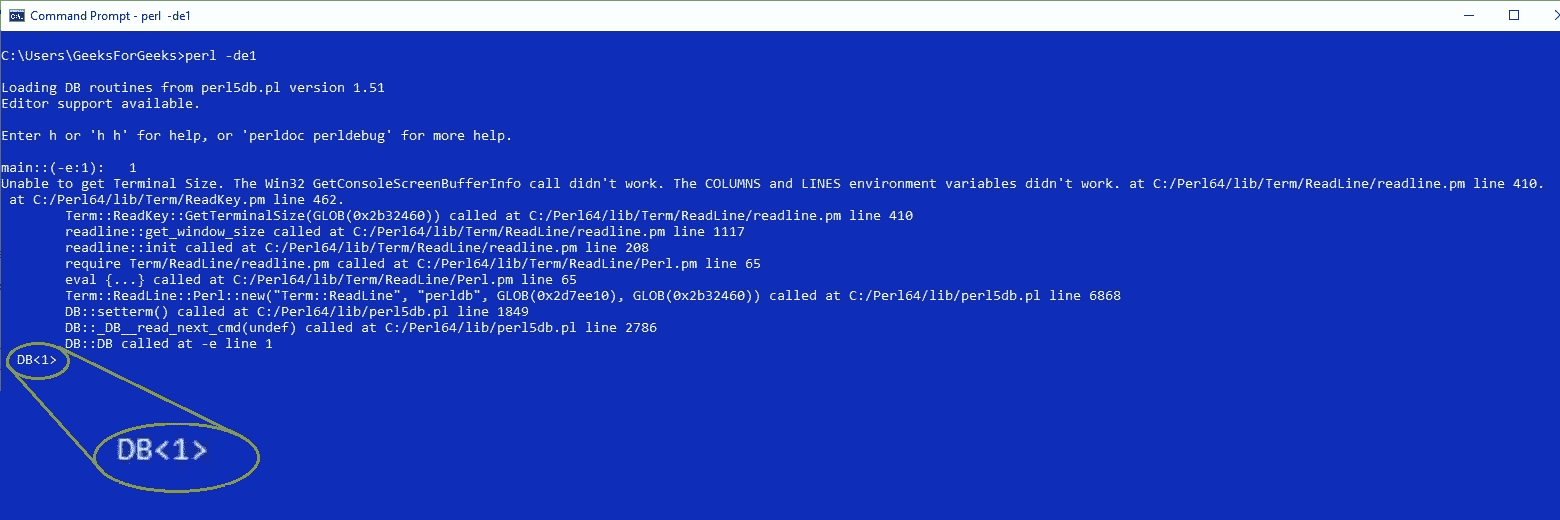 Command Prompt - perl  -de1
C:\Users\GeeksForGeeks>perl -de1
Loading DB routines from perl5db.pl version 1.51
Editor support available.
Enter h or 'h h' for help, or 'perldoc perldebug' for more help.
main::(-e:1):   1
Unable to get Terminal Size. The Win32 GetConsoleScreenBufferInfo call didn't work. The COLUMNS and LINES environment variables didn't work. at C:/Perl64/lib/Term/ReadLine/readline.pm line 410.
 at C:/Perl64/lib/Term/ReadKey.pm line 462.
        Term::ReadKey::GetTerminalSize(GLOB(0x2b32460)) called at C:/Perl64/lib/Term/ReadLine/readline.pm line 410
        readline::get_window_size called at C:/Perl64/lib/Term/ReadLine/readline.pm line 1117
        readline::init called at C:/Perl64/lib/Term/ReadLine/readline.pm line 208
        require Term/ReadLine/readline.pm called at C:/Perl64/lib/Term/ReadLine/Perl.pm line 65
        eval {...} called at C:/Perl64/lib/Term/ReadLine/Perl.pm line 65
        Term::ReadLine::Perl::new("Term::ReadLine", "perldb", GLOB(0x2d7ee10), GLOB(0x2b32460)) called at C:/Perl64/lib/perl5db.pl line 6868
        DB::setterm() called at C:/Perl64/lib/perl5db.pl line 1849
        DB::_DB__read_next_cmd(undef) called at C:/Perl64/lib/perl5db.pl line 2786
        DB::DB called at -e line 1
  DB<1>
DB<1>